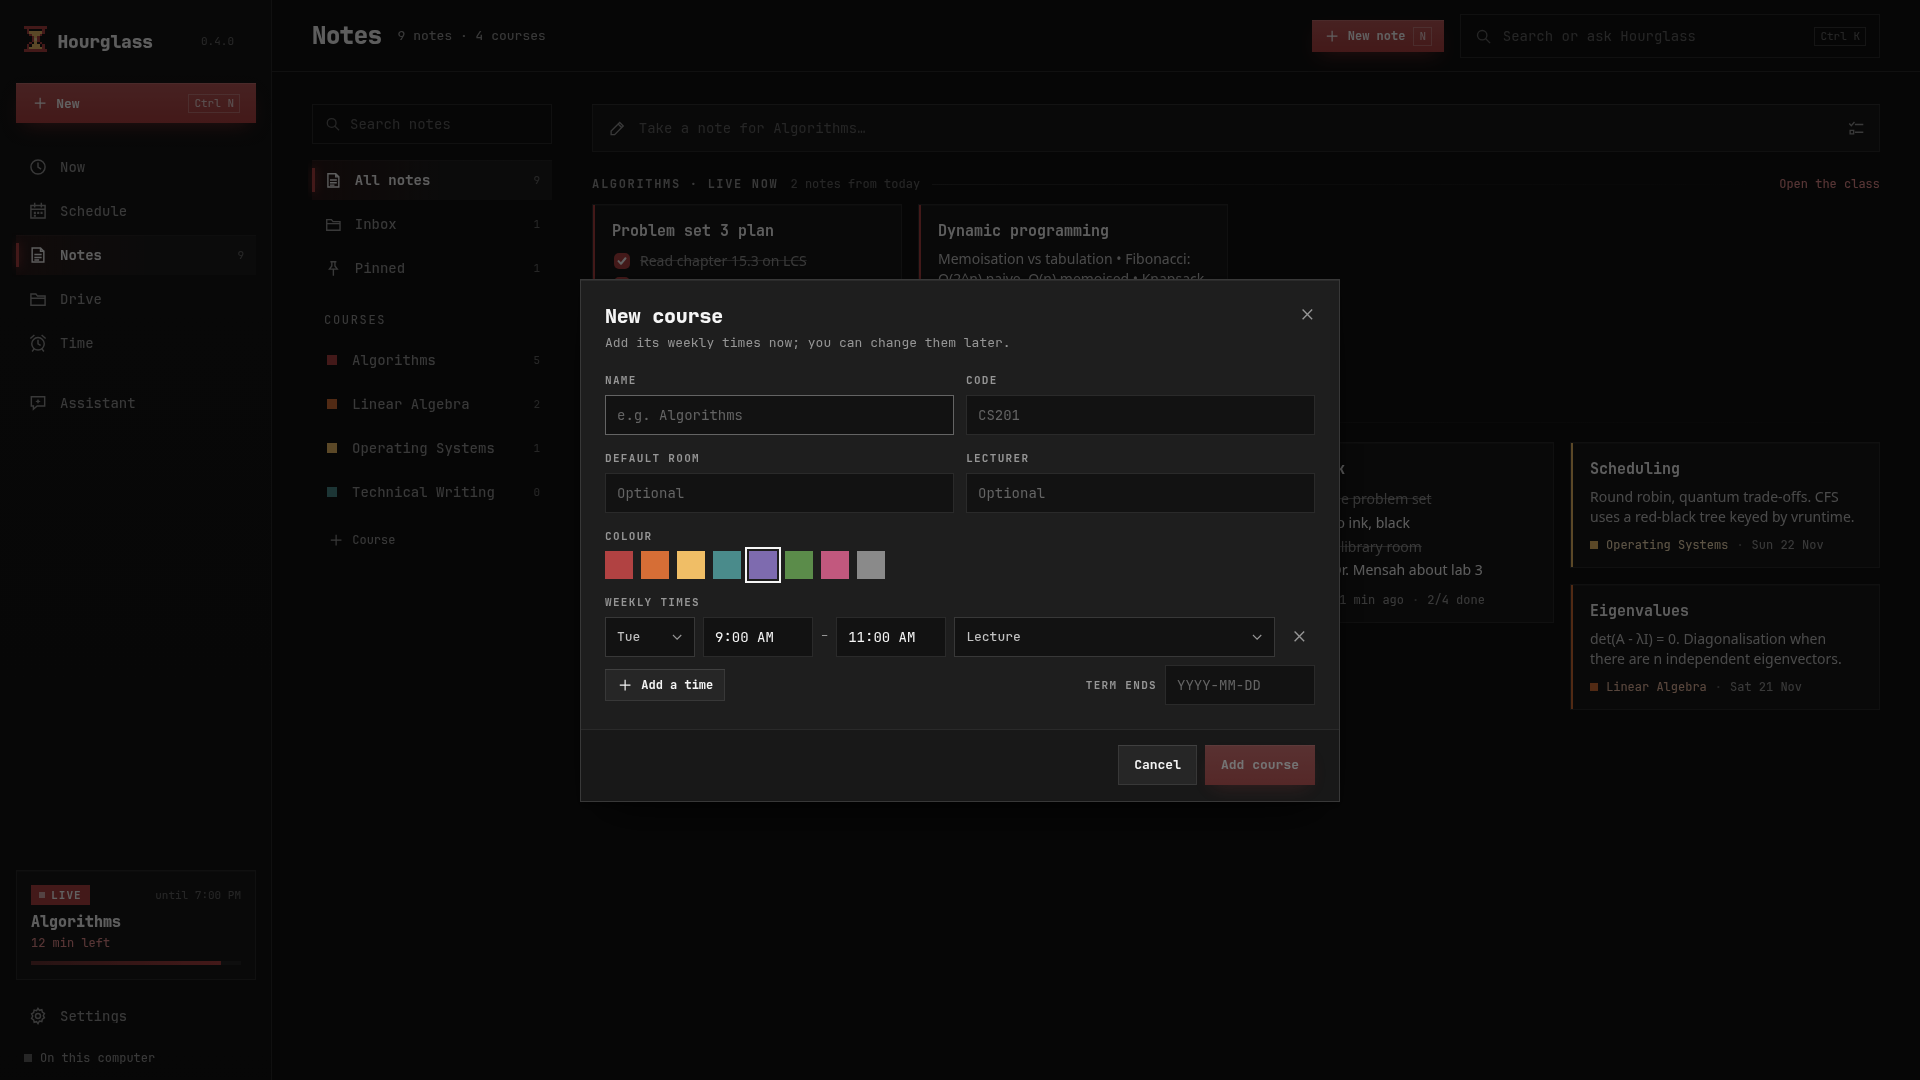 Hourglass 0.4.0
New Ctrl N
Now
Schedule
Notes 9
Drive
Time
Assistant
LIVE until 7:00 PM
Algorithms
12 min left
Settings
On this computer
Notes 9 notes · 4 courses
New note N
Search or ask Hourglass Ctrl K
Search notes
All notes 9
Inbox 1
Pinned 1
COURSES
Algorithms 5
Linear Algebra 2
Operating Systems 1
Technical Writing 0
Course
Take a note for Algorithms…
ALGORITHMS · LIVE NOW 2 notes from today
Open the class
Problem set 3 plan
Read chapter 15.3 on LCS
Dynamic programming
Memoisation vs tabulation • Fibonacci:
O(2^n) naive, O(n) memoised • Knapsack
New course
Add its weekly times now; you can change them later.
NAME
e.g. Algorithms
CODE
CS201
DEFAULT ROOM
Optional
LECTURER
Optional
COLOUR
WEEKLY TIMES
Tue 9:00 AM – 11:00 AM Lecture
Add a time
TERM ENDS YYYY-MM-DD
Cancel
Add course
problem set
ink, black
library room
Mensah about lab 3
1 min ago · 2/4 done
Scheduling
Round robin, quantum trade-offs. CFS
uses a red-black tree keyed by vruntime.
Operating Systems · Sun 22 Nov
Eigenvalues
det(A - λI) = 0. Diagonalisation when
there are n independent eigenvectors.
Linear Algebra · Sat 21 Nov